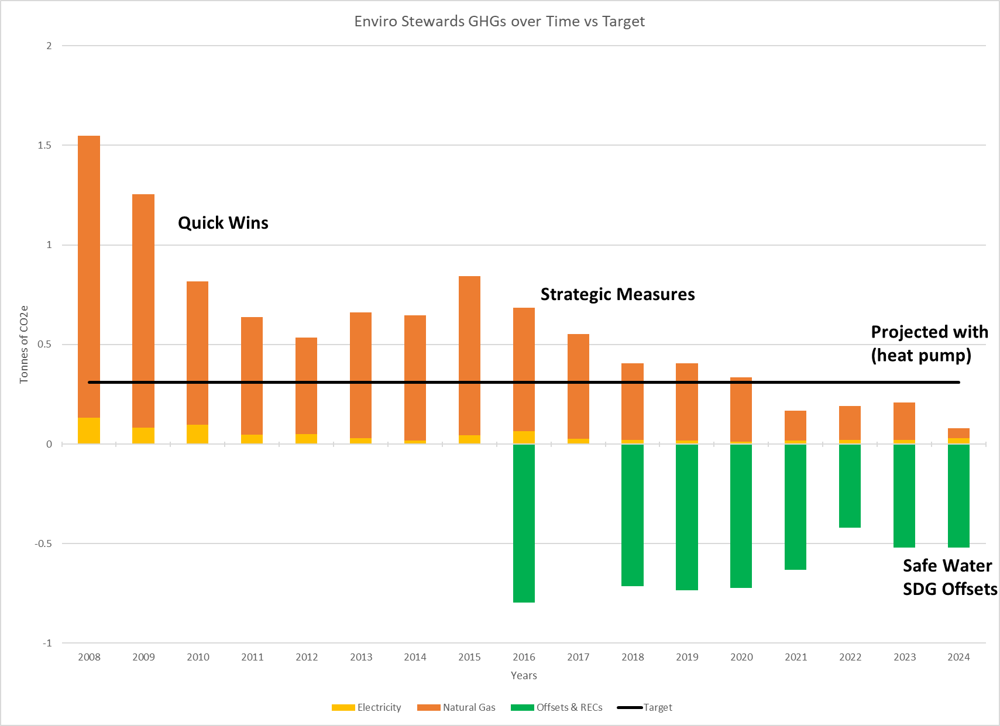 Enviro Stewards GHGs over Time vs Target
2
1.5
1
0.5
0
-0.5
-1
Tonnes of CO2e
Quick Wins
Strategic Measures
Projected with
(heat pump)
Safe Water
SDG Offsets
2008 2009 2010 2011 2012 2013 2014 2015 2016 2017 2018 2019 2020 2021 2022 2023 2024
Years
Electricity Natural Gas Offsets & RECs Target